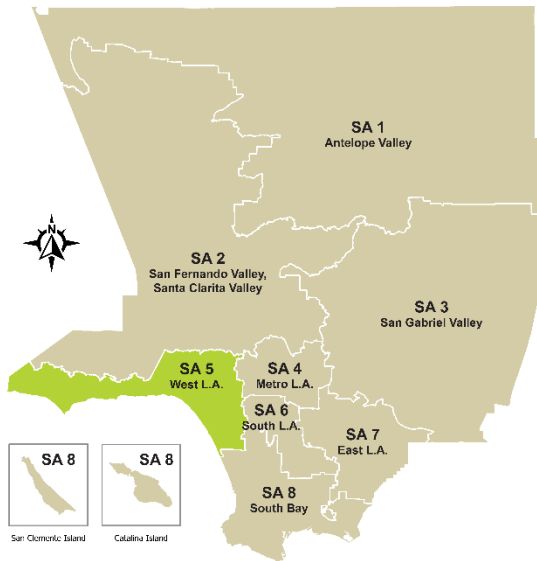 SA 1
Antelope Valley
N
SA 2
San Fernando Valley,
Santa Clarita Valley
SA 3
San Gabriel Valley
SA 5
West L.A.
SA 4
Metro L.A.
SA 6
South L.A.
SA 7
East L.A.
SA 8
South Bay
SA 8
San Clemente Island
SA 8
Catalina Island